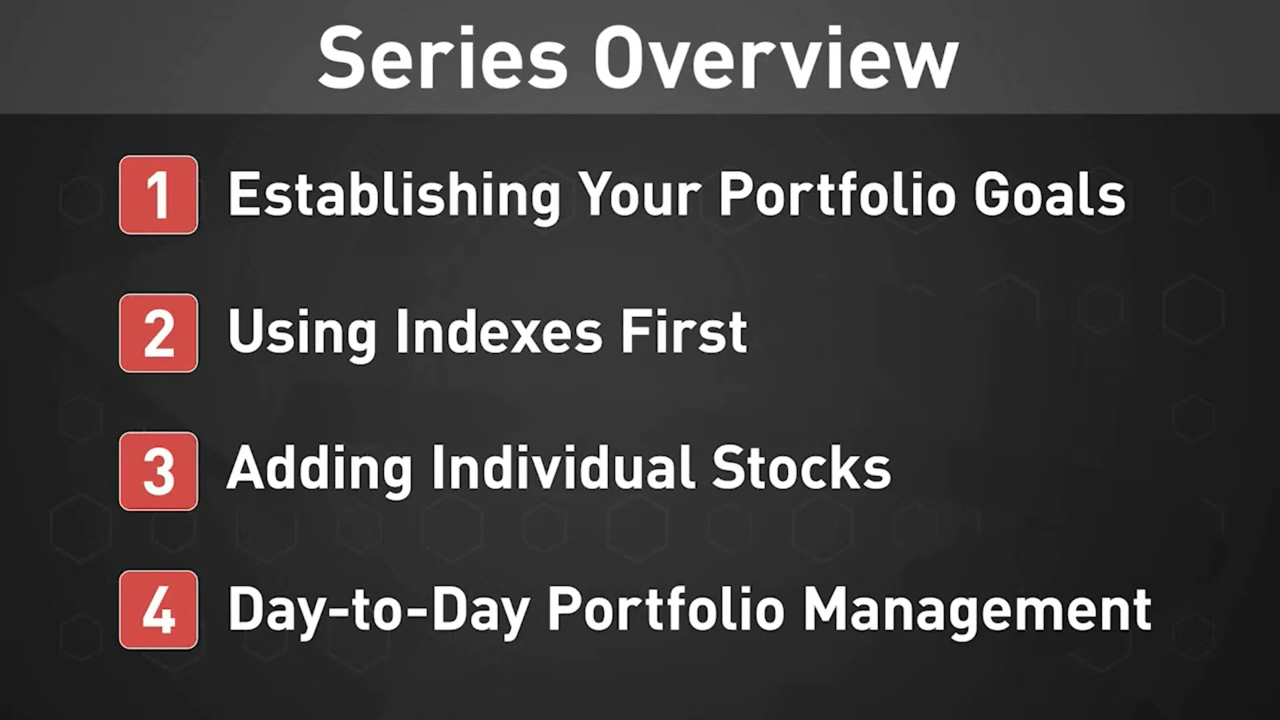 Series Overview
1 Establishing Your Portfolio Goals
2 Using Indexes First
3 Adding Individual Stocks
4 Day-to-Day Portfolio Management